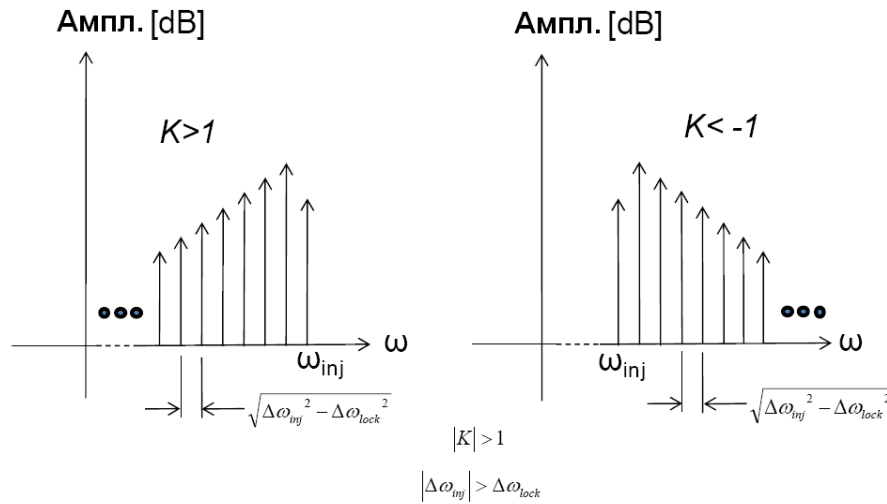 Ампл. [dB]
K>1
ω
ω_inj
√(Δω_inj² − Δω_lock²)
Ампл. [dB]
K< -1
ω
ω_inj
√(Δω_inj² − Δω_lock²)
|K| > 1
|Δω_inj| > Δω_lock